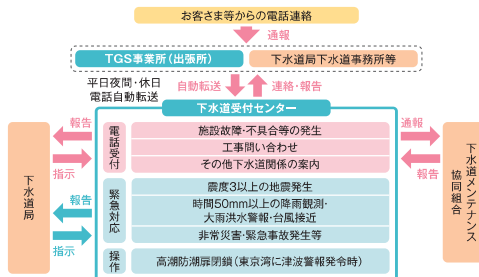 お客さま等からの電話連絡
通報
TGS事業所(出張所)
下水道局下水道事務所等
平日夜間・休日
電話自動転送
自動転送
連絡・報告
下水道受付センター
下水道局
報告
指示
報告
指示
電話受付
施設故障・不具合等の発生
工事問い合わせ
その他下水道関係の案内
緊急対応
震度3以上の地震発生
時間50mm以上の降雨観測・
大雨洪水警報・台風接近
非常災害・緊急事故発生等
操作
高潮防潮扉閉鎖(東京湾に津波警報発令時)
通報
報告
下水道メンテナンス
協同組合